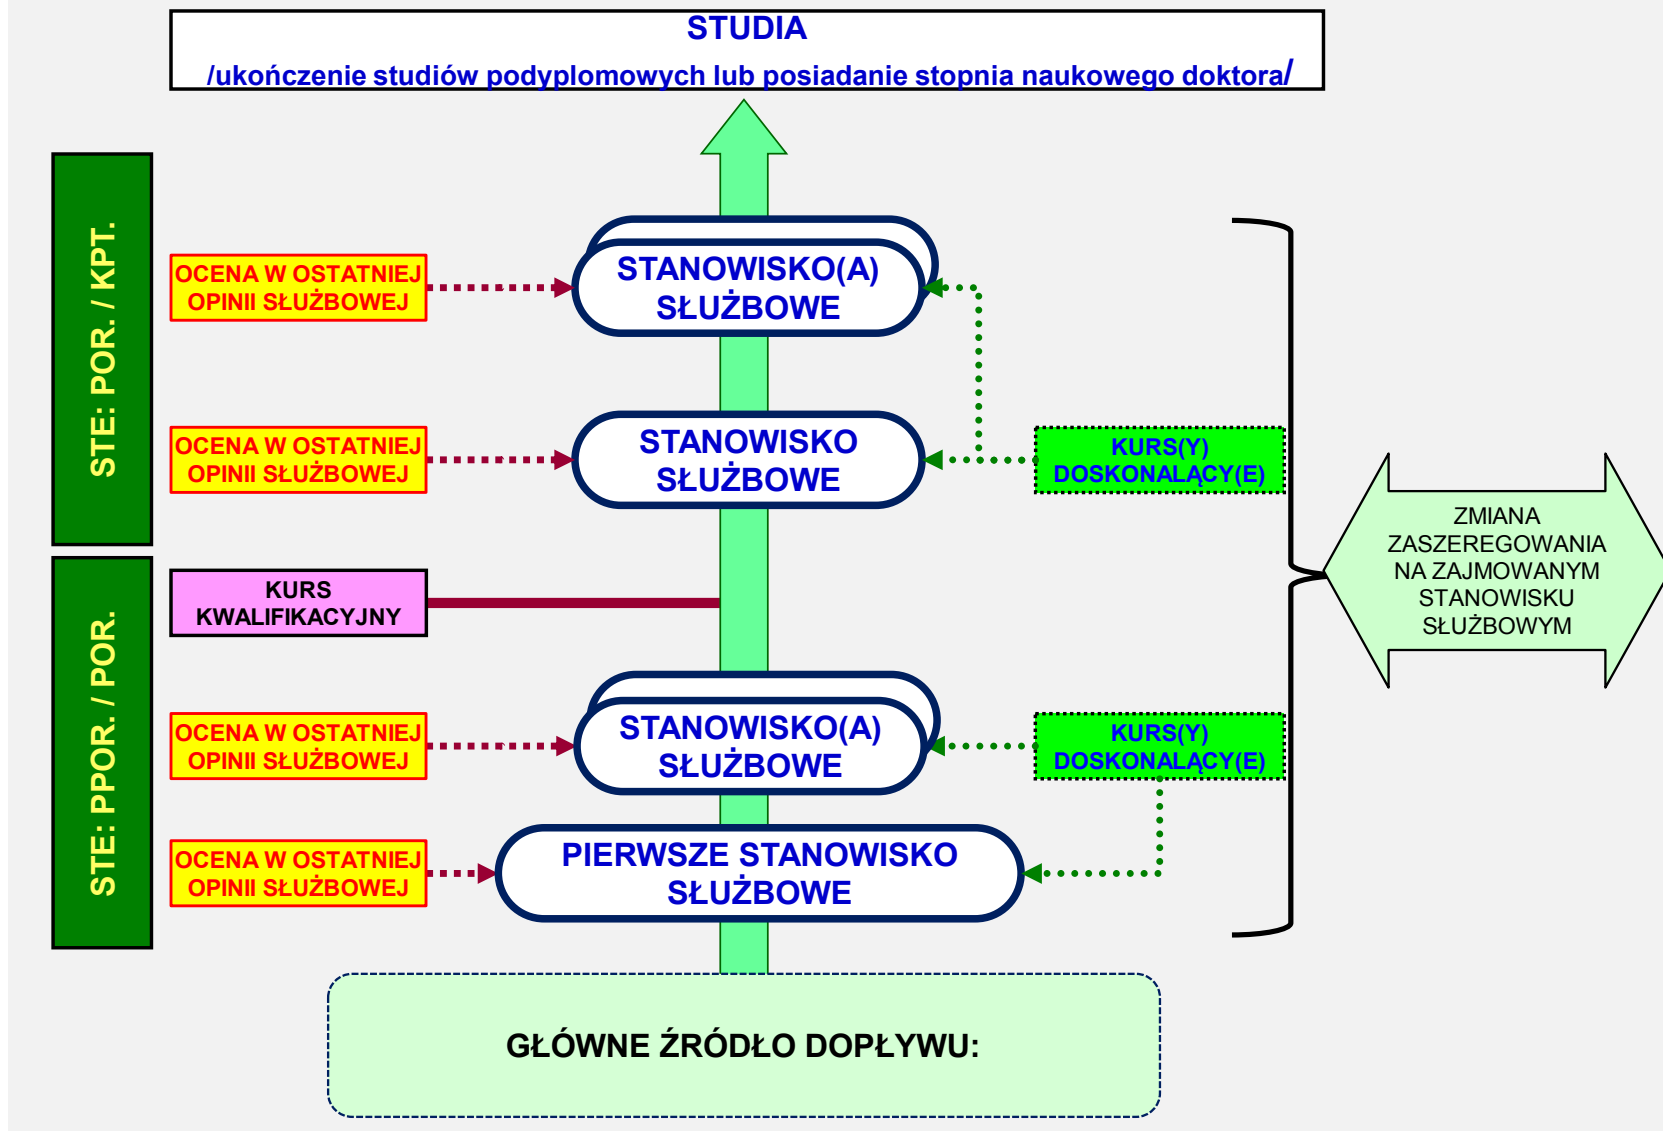 STUDIA
/ukończenie studiów podyplomowych lub posiadanie stopnia naukowego doktora/
STE: POR. / KPT.
OCENA W OSTATNIEJ
OPINII SŁUŻBOWEJ
STANOWISKO(A)
SŁUŻBOWE
OCENA W OSTATNIEJ
OPINII SŁUŻBOWEJ
STANOWISKO
SŁUŻBOWE
KURS(Y)
DOSKONALĄCY(E)
ZMIANA
ZASZEREGOWANIA
NA ZAJMOWANYM
STANOWISKU
SŁUŻBOWYM
STE: PPOR. / POR.
KURS
KWALIFIKACYJNY
OCENA W OSTATNIEJ
OPINII SŁUŻBOWEJ
STANOWISKO(A)
SŁUŻBOWE
KURS(Y)
DOSKONALĄCY(E)
OCENA W OSTATNIEJ
OPINII SŁUŻBOWEJ
PIERWSZE STANOWISKO
SŁUŻBOWE
GŁÓWNE ŹRÓDŁO DOPŁYWU: